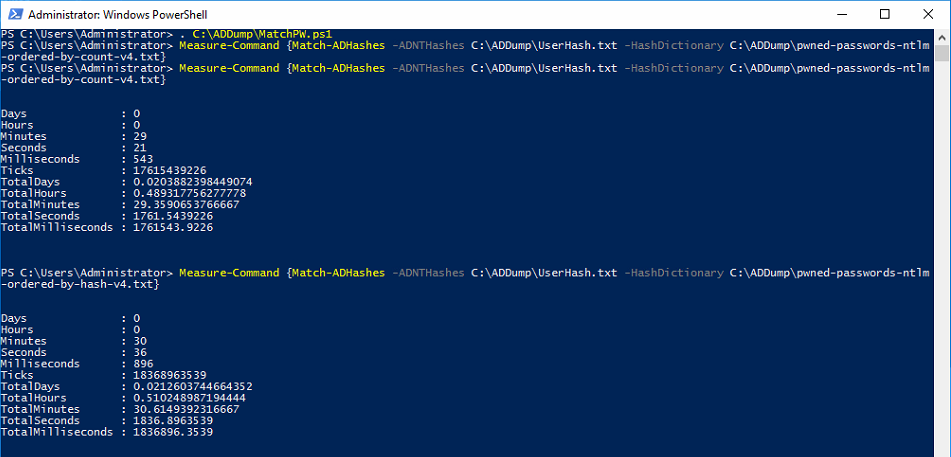 Administrator: Windows PowerShell
PS C:\Users\Administrator> . C:\ADDump\MatchPW.ps1
PS C:\Users\Administrator> Measure-Command {Match-ADHashes -ADNTHashes C:\ADDump\UserHash.txt -HashDictionary C:\ADDump\pwned-passwords-ntlm
-ordered-by-count-v4.txt}
PS C:\Users\Administrator> Measure-Command {Match-ADHashes -ADNTHashes C:\ADDump\UserHash.txt -HashDictionary C:\ADDump\pwned-passwords-ntlm
-ordered-by-count-v4.txt}
Days : 0
Hours : 0
Minutes : 29
Seconds : 21
Milliseconds : 543
Ticks : 17615439226
TotalDays : 0.0203882398449074
TotalHours : 0.489317756277778
TotalMinutes : 29.3590653766667
TotalSeconds : 1761.5439226
TotalMilliseconds : 1761543.9226
PS C:\Users\Administrator> Measure-Command {Match-ADHashes -ADNTHashes C:\ADDump\UserHash.txt -HashDictionary C:\ADDump\pwned-passwords-ntlm
-ordered-by-hash-v4.txt}
Days : 0
Hours : 0
Minutes : 30
Seconds : 36
Milliseconds : 896
Ticks : 18368963539
TotalDays : 0.0212603744664352
TotalHours : 0.510248987194444
TotalMinutes : 30.6149392316667
TotalSeconds : 1836.8963539
TotalMilliseconds : 1836896.3539